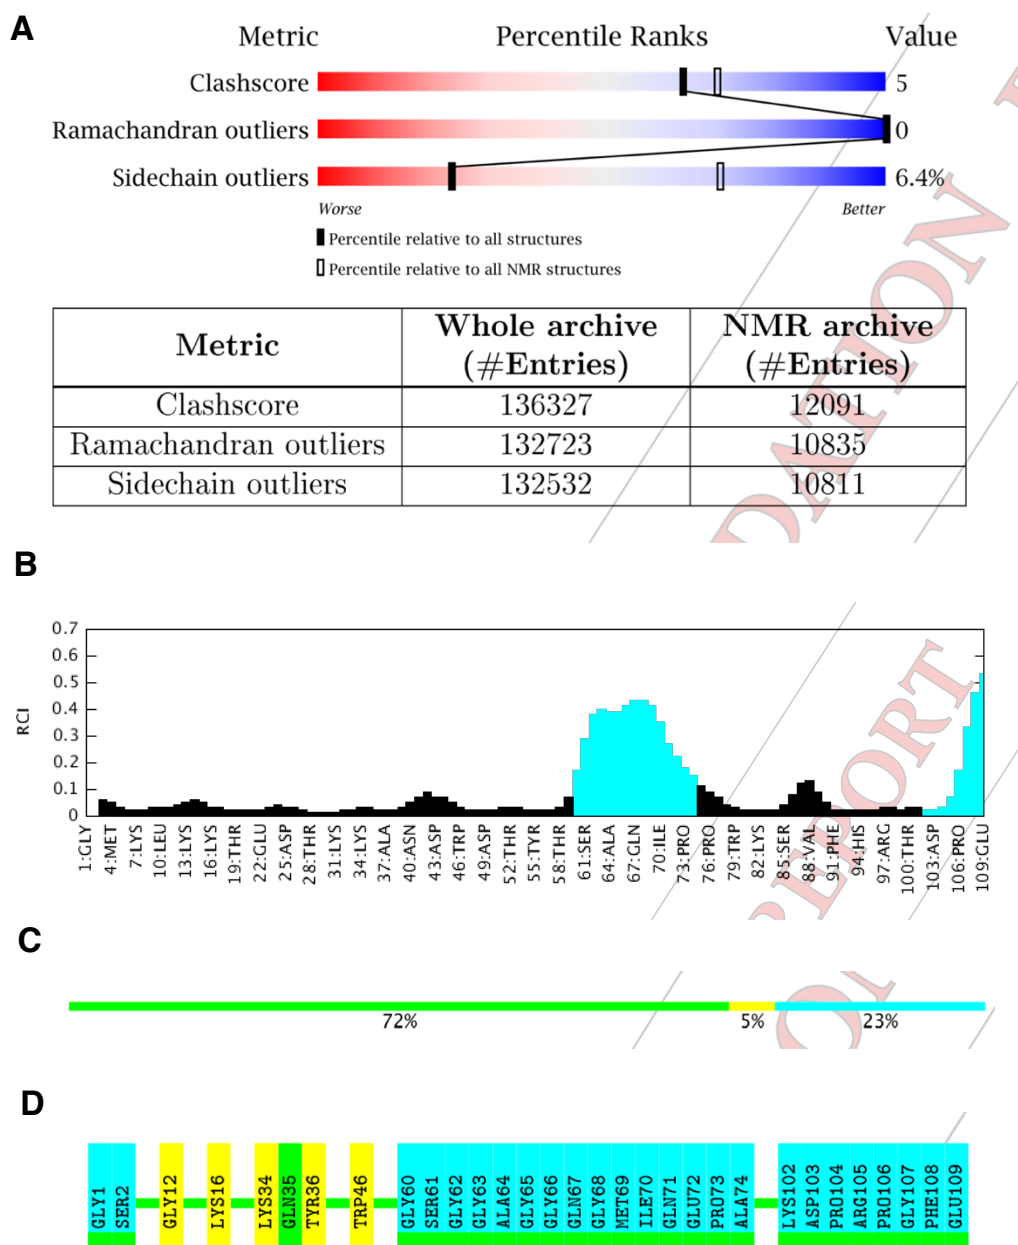 A
Metric Percentile Ranks Value
Clashscore 5
Ramachandran outliers 0
Sidechain outliers 6.4%
Worse Better
Percentile relative to all structures
Percentile relative to all NMR structures
Metric Whole archive (#Entries) NMR archive (#Entries)
Clashscore 136327 12091
Ramachandran outliers 132723 10835
Sidechain outliers 132532 10811
DATION
B
0.7
0.6
0.5
0.4
0.3
0.2
0.1
0
RCI
1:GLY 4:MET 7:LYS 10:LEU 13:LYS 16:LYS 19:THR 22:GLU 25:ASP 28:THR 31:LYS 34:LYS 37:ALA 40:ASN 43:ASP 46:TRP 49:ASP 52:THR 55:TYR 58:THR 61:SER 64:ALA 67:GLN 70:ILE 73:PRO 76:PRO 79:TRP 82:LYS 85:SER 88:VAL 91:PHE 94:HIS 97:ARG 100:THR 103:ASP 106:PRO 109:GLU
REPORT
C
72% 5% 23%
D
GLY1 SER2 GLY12 LYS16 LYS34 GLN35 TYR36 TRP46 GLY60 SER61 GLY62 GLY63 ALA64 GLY65 GLY66 GLN67 GLY68 MET69 ILE70 GLN71 GLU72 PRO73 ALA74 LYS102 ASP103 PRO104 ARG105 PRO106 GLY107 PHE108 GLU109